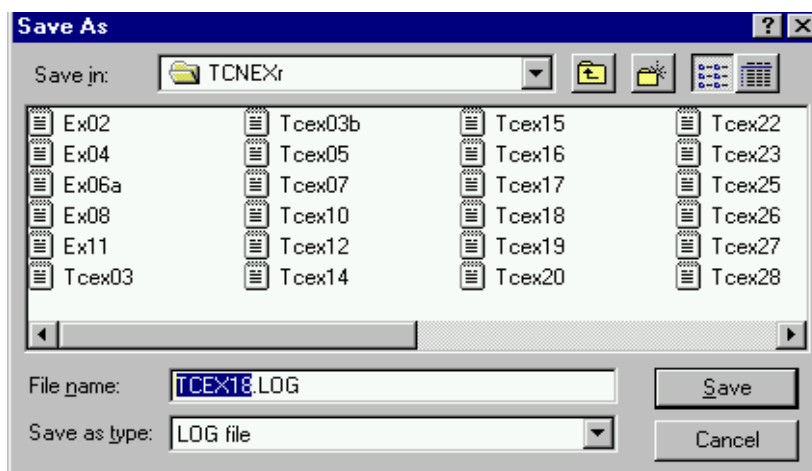 Save As
Save in: TCNEXr
Ex02 Tcex03b Tcex15 Tcex22
Ex04 Tcex05 Tcex16 Tcex23
Ex06a Tcex07 Tcex17 Tcex25
Ex08 Tcex10 Tcex18 Tcex26
Ex11 Tcex12 Tcex19 Tcex27
Tcex03 Tcex14 Tcex20 Tcex28
File name: TCEX18.LOG Save
Save as type: LOG file Cancel